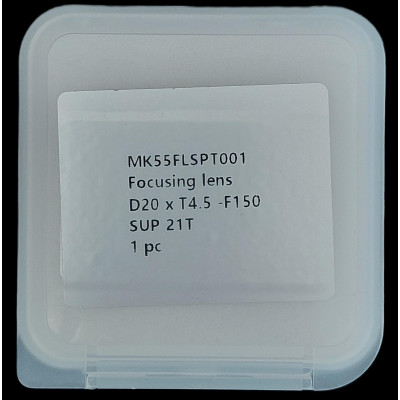 MK55FLSPT001
Focusing lens
D20 x T4.5 -F150
SUP 21T
1 pc